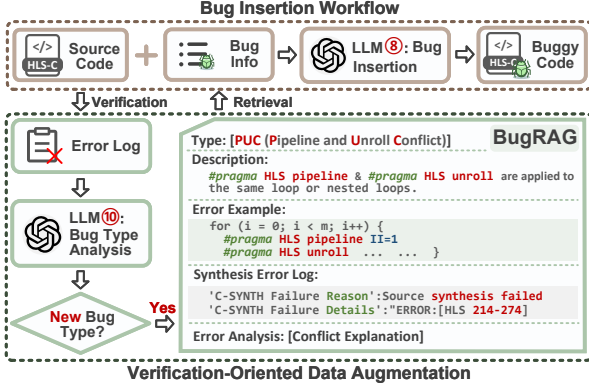 Bug Insertion Workflow
</>
HLS-C
Source
Code
Bug
Info
LLM⑧: Bug
Insertion
</>
HLS-C
Buggy
Code
Verification
Retrieval
Error Log
LLM⑩:
Bug Type
Analysis
New Bug
Type?
Yes
BugRAG
Type: [PUC (Pipeline and Unroll Conflict)]
Description:
#pragma HLS pipeline & #pragma HLS unroll are applied to
the same loop or nested loops.
Error Example:
for (i = 0; i < m; i++) {
#pragma HLS pipeline II=1
#pragma HLS unroll ... ... }
Synthesis Error Log:
'C-SYNTH Failure Reason':Source synthesis failed
'C-SYNTH Failure Details':"ERROR:[HLS 214-274]
Error Analysis: [Conflict Explanation]
Verification-Oriented Data Augmentation